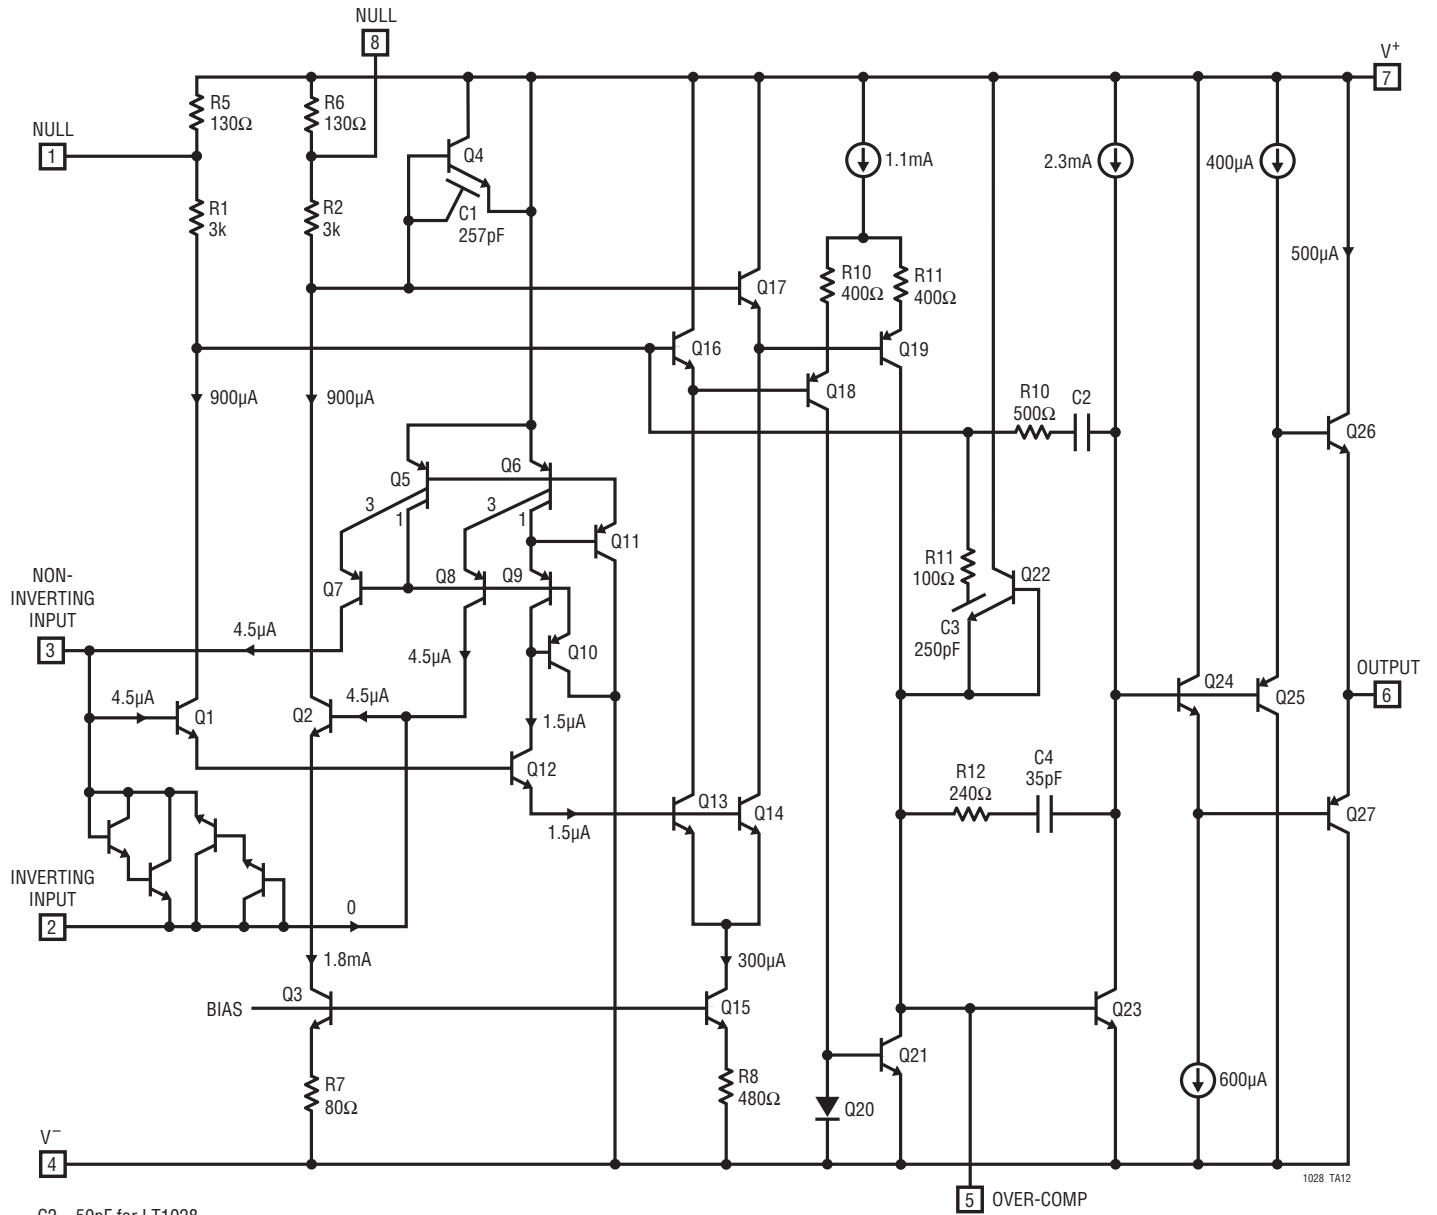 NULL
8
V+
7
R5
130Ω
R6
130Ω
NULL
1
Q4
1.1mA
2.3mA
400µA
R1
3k
R2
3k
C1
257pF
500µA
R10
400Ω
R11
400Ω
Q17
Q16
Q19
Q18
900µA
900µA
R10
500Ω
C2
Q26
Q5
Q6
3
1
3
1
Q11
R11
100Ω
Q22
NON-
INVERTING
INPUT
3
Q7
Q8
Q9
C3
250pF
4.5µA
4.5µA
Q10
OUTPUT
6
4.5µA
Q1
Q2
4.5µA
1.5µA
Q24
Q25
Q12
R12
240Ω
C4
35pF
1.5µA
Q13
Q14
Q27
INVERTING
INPUT
2
0
1.8mA
300µA
BIAS
Q3
Q15
Q23
Q21
R7
80Ω
R8
480Ω
Q20
600µA
V–
4
1028 TA12
5
OVER-COMP
C2 = 50pF for LT1028